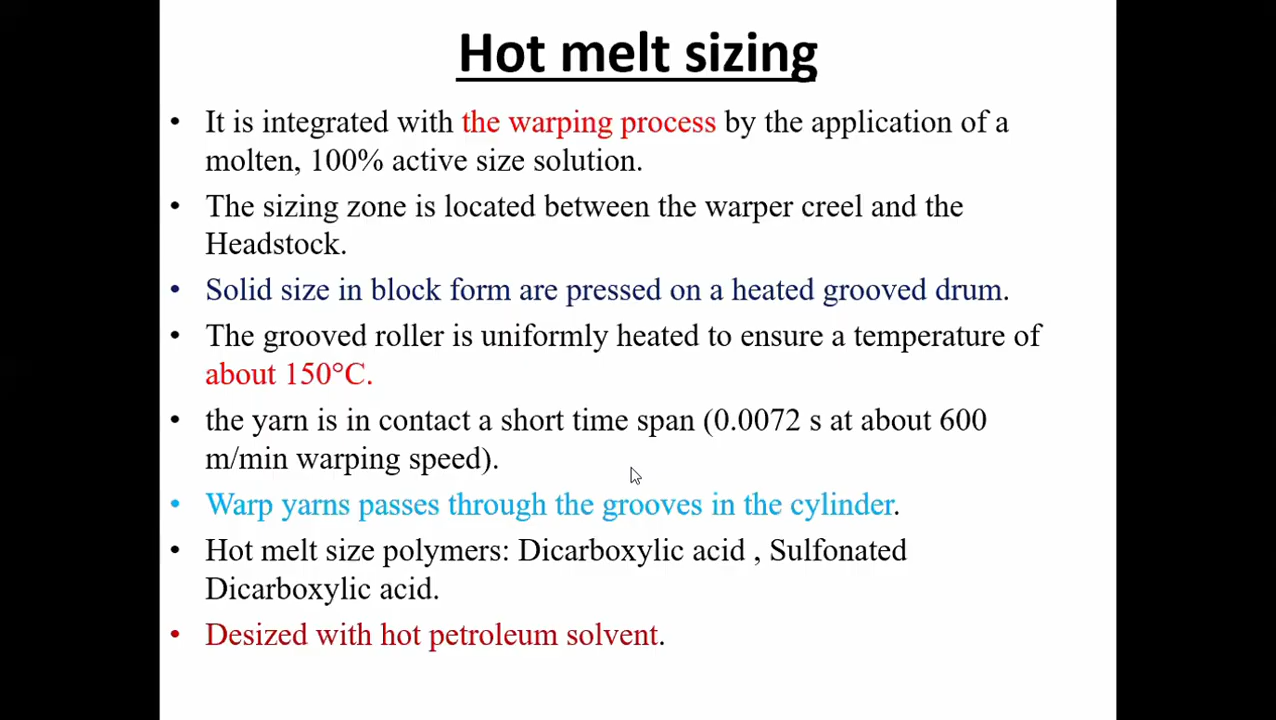 Hot melt sizing
• It is integrated with the warping process by the application of a
molten, 100% active size solution.
• The sizing zone is located between the warper creel and the
Headstock.
• Solid size in block form are pressed on a heated grooved drum.
• The grooved roller is uniformly heated to ensure a temperature of
about 150°C.
• the yarn is in contact a short time span (0.0072 s at about 600
m/min warping speed).
• Warp yarns passes through the grooves in the cylinder.
• Hot melt size polymers: Dicarboxylic acid , Sulfonated
Dicarboxylic acid.
• Desized with hot petroleum solvent.